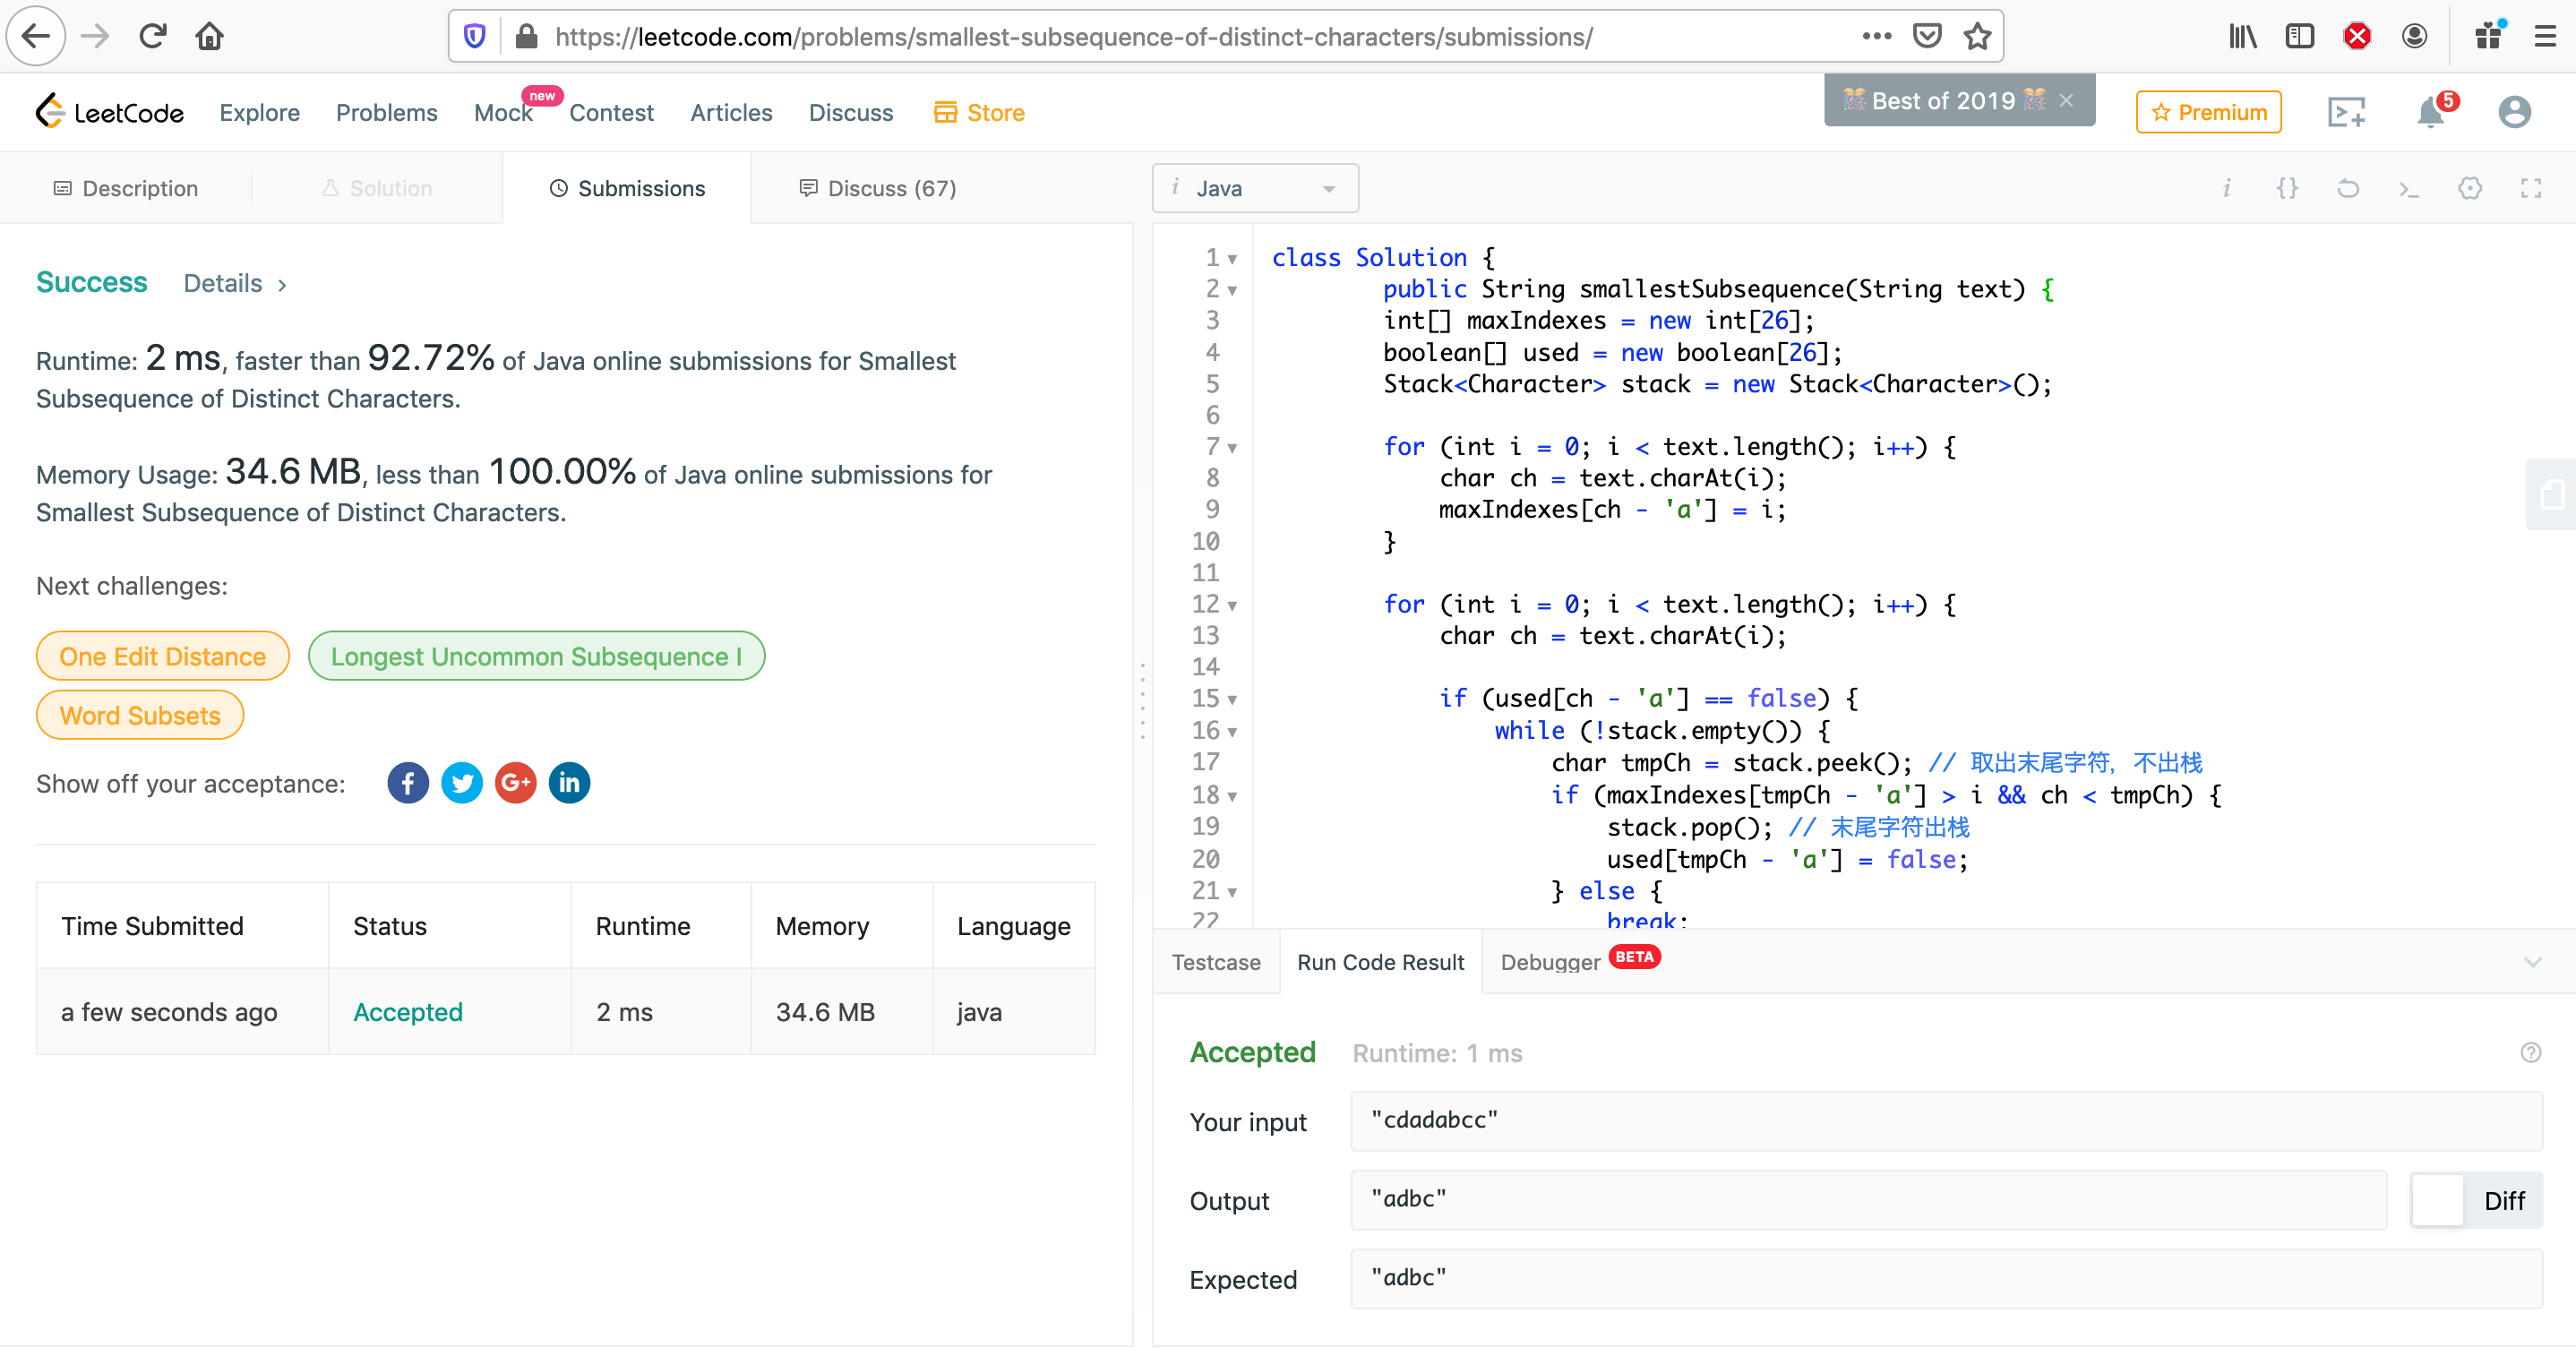 https://leetcode.com/problems/smallest-subsequence-of-distinct-characters/submissions/
LeetCode Explore Problems Mock new Contest Articles Discuss Store Best of 2019 Premium 5
Description Solution Submissions Discuss (67)
Success Details
Runtime: 2 ms, faster than 92.72% of Java online submissions for Smallest
Subsequence of Distinct Characters.
Memory Usage: 34.6 MB, less than 100.00% of Java online submissions for
Smallest Subsequence of Distinct Characters.
Next challenges:
One Edit Distance Longest Uncommon Subsequence I
Word Subsets
Show off your acceptance: f G+ in
Time Submitted Status Runtime Memory Language
a few seconds ago Accepted 2 ms 34.6 MB java
i Java i {} >_
1 class Solution {
2 public String smallestSubsequence(String text) {
3 int[] maxIndexes = new int[26];
4 boolean[] used = new boolean[26];
5 Stack<Character> stack = new Stack<Character>();
6
7 for (int i = 0; i < text.length(); i++) {
8 char ch = text.charAt(i);
9 maxIndexes[ch - 'a'] = i;
10 }
11
12 for (int i = 0; i < text.length(); i++) {
13 char ch = text.charAt(i);
14
15 if (used[ch - 'a'] == false) {
16 while (!stack.empty()) {
17 char tmpCh = stack.peek(); // 取出末尾字符，不出栈
18 if (maxIndexes[tmpCh - 'a'] > i && ch < tmpCh) {
19 stack.pop(); // 末尾字符出栈
20 used[tmpCh - 'a'] = false;
21 } else {
22 break;
Testcase Run Code Result Debugger BETA
Accepted Runtime: 1 ms
Your input "cdadabcc"
Output "adbc" Diff
Expected "adbc"